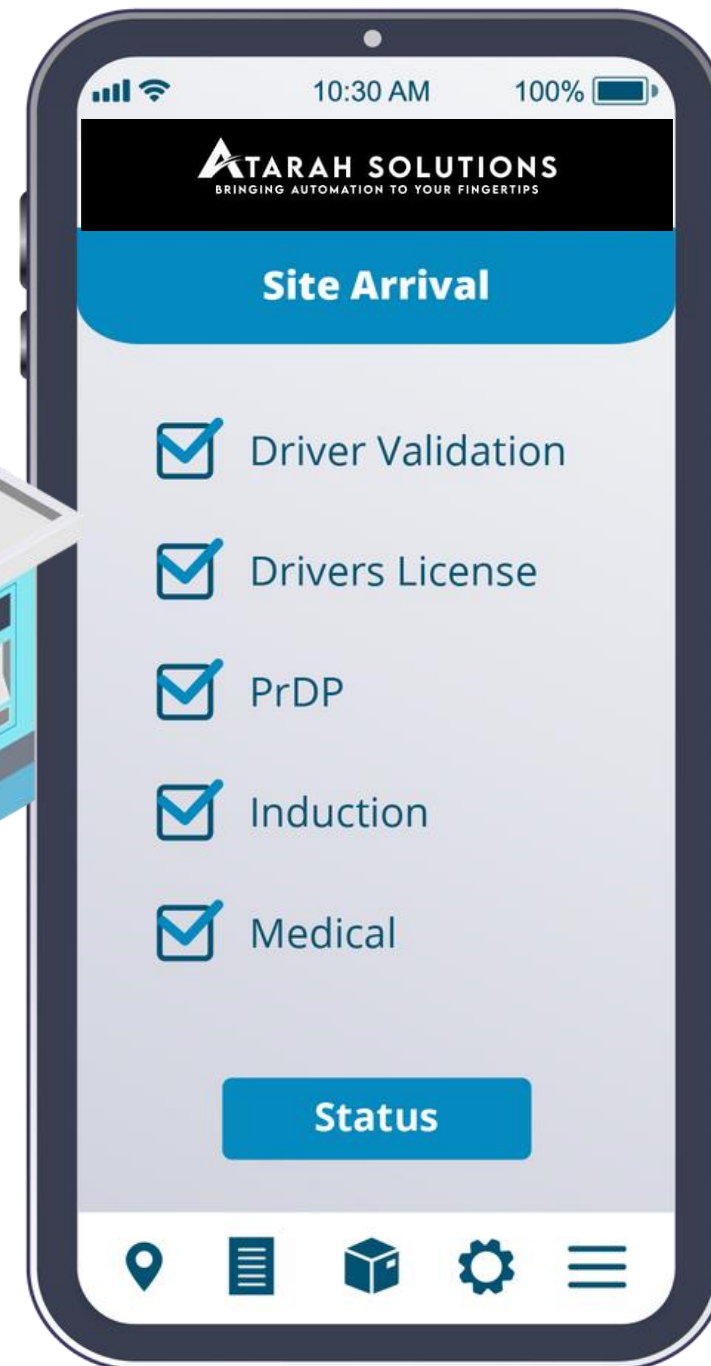 10:30 AM 100%
ATARAH SOLUTIONS
BRINGING AUTOMATION TO YOUR FINGERTIPS
Site Arrival
Driver Validation
Drivers License
PrDP
Induction
Medical
Status